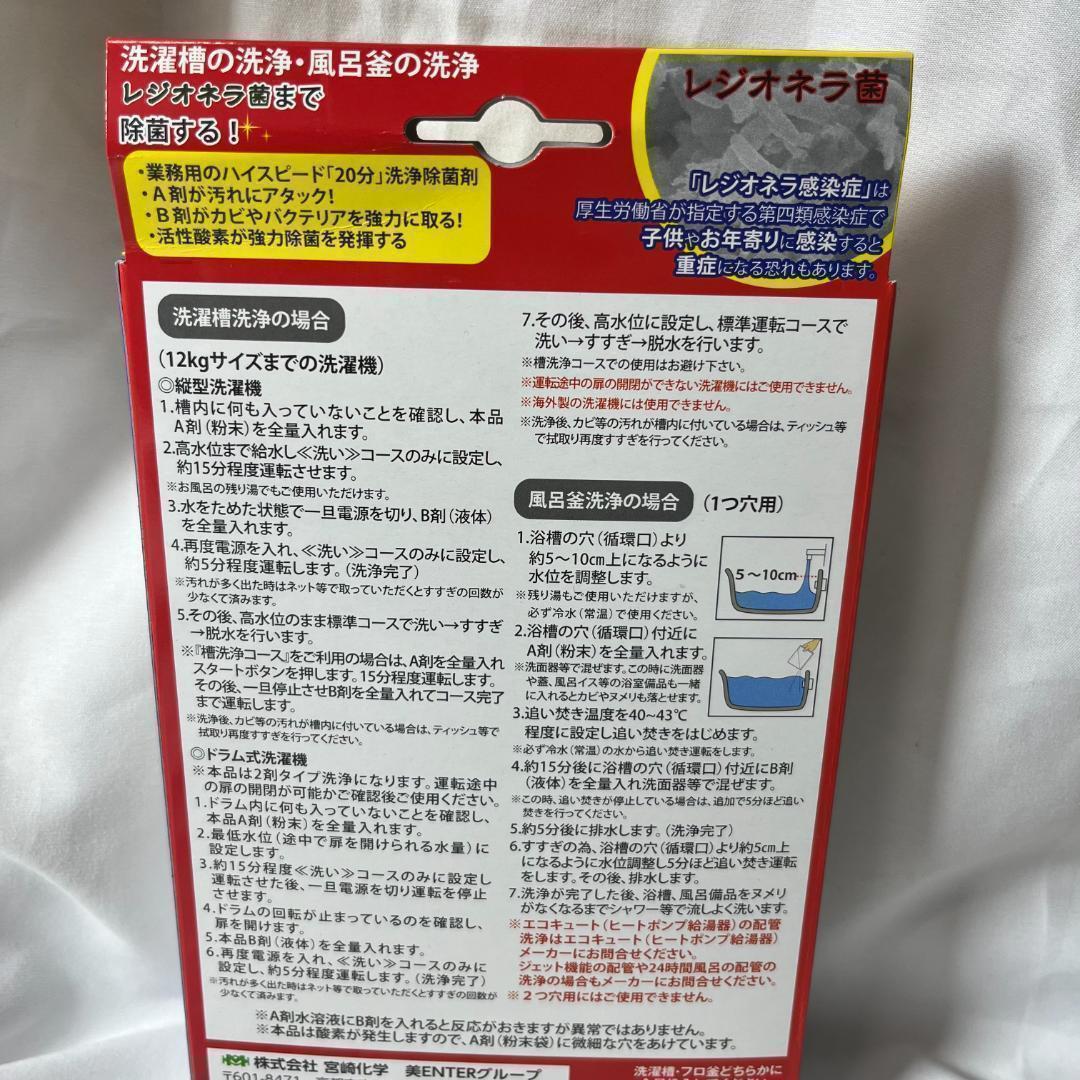 洗濯槽の洗浄・風呂釜の洗浄
レジオネラ菌まで
除菌する！
・業務用のハイスピード「20分」洗浄除菌剤
・A剤が汚れにアタック！
・B剤がカビやバクテリアを強力に取る！
・活性酸素が強力除菌を発揮する
レジオネラ菌
「レジオネラ感染症」は
厚生労働省が指定する第四類感染症で
子供やお年寄りに感染すると
重症になる恐れもあります。
洗濯槽洗浄の場合
（12kgサイズまでの洗濯機）
◎縦型洗濯機
1.槽内に何も入っていないことを確認し、本品
A剤（粉末）を全量入れます。
2.高水位まで給水し≪洗い≫コースのみに設定し、
約15分程度運転させます。
※お風呂の残り湯でもご使用いただけます。
3.水をためた状態で一旦電源を切り、B剤（液体）
を全量入れます。
4.再度電源を入れ、≪洗い≫コースのみに設定し、
約5分程度運転します。（洗浄完了）
※汚れが多く出た時はネット等で取っていただくとすすぎの回数が
少なくて済みます。
5.その後、高水位のまま標準コースで洗い→すすぎ
→脱水を行います。
※『槽洗浄コース』をご利用の場合は、A剤を全量入れ
スタートボタンを押します。15分程度運転します。
その後、一旦停止させB剤を全量入れてコース完了
まで運転します。
※洗浄後、カビ等の汚れが槽内に付いている場合は、ティッシュ等で
拭取り再度すすぎを行ってください。
◎ドラム式洗濯機
※本品は2剤タイプ洗浄になります。運転途中
の扉の開閉が可能かご確認後ご使用ください。
1.ドラム内に何も入っていないことを確認し、
本品A剤（粉末）を全量入れます。
2.最低水位（途中で扉を開けられる水量）に
設定します。
3.約15分程度≪洗い≫コースのみに設定し
運転させた後、一旦電源を切り運転を停止
させます。
4.ドラムの回転が止まっているのを確認し、
扉を開けます。
5.本品B剤（液体）を全量入れます。
6.再度電源を入れ、≪洗い≫コースのみに
設定し、約5分程度運転します。（洗浄完了）
※汚れが多く出た時はネット等で取っていただくとすすぎの回数が
少なくて済みます。
7.その後、高水位に設定し、標準運転コースで
洗い→すすぎ→脱水を行います。
※槽洗浄コースでの使用はお避け下さい。
※運転途中の扉の開閉ができない洗濯機にはご使用できません。
※海外製の洗濯機には使用できません。
※洗浄後、カビ等の汚れが槽内に付いている場合は、ティッシュ等
で拭取り再度すすぎを行ってください。
風呂釜洗浄の場合 （1つ穴用）
1.浴槽の穴（循環口）より
約5〜10㎝上になるように
水位を調整します。
※残り湯もご使用いただけますが、
必ず冷水（常温）で使用ください。
5〜10cm
2.浴槽の穴（循環口）付近に
A剤（粉末）を全量入れます。
※洗面器等で混ぜます。この時に洗面器
や蓋、風呂イス等の浴室備品も一緒
に入れるとカビやヌメリも落とせます。
3.追い焚き温度を40~43℃
程度に設定し追い焚きをはじめます。
※必ず冷水（常温）の水から追い焚き運転をします。
4.約15分後に浴槽の穴（循環口）付近にB剤
（液体）を全量入れ洗面器等で混ぜます。
※この時、追い焚きが停止している場合は、追加で5分ほど追い
焚きを行ってください。
5.約5分後に排水します。（洗浄完了）
6.すすぎの為、浴槽の穴（循環口）より約5㎝上
になるように水位調整し5分ほど追い焚き運転
をします。その後、排水します。
7.洗浄が完了した後、浴槽、風呂備品をヌメリ
がなくなるまでシャワー等で流しよく洗います。
※エコキュート（ヒートポンプ給湯器）の配管
洗浄はエコキュート（ヒートポンプ給湯器）
メーカーにお問合せください。
ジェット機能の配管や24時間風呂の配管の
洗浄の場合もメーカーにお問合せください。
※２つ穴用にはご使用できません。
※A剤水溶液にB剤を入れると反応がおきますが異常ではありません。
※本品は酸素が発生しますので、A剤（粉末袋）に微細な穴をあけています。
株式会社 宮崎化学 美ENTERグループ
〒601-8471
洗濯槽・フロ釜どちらかに